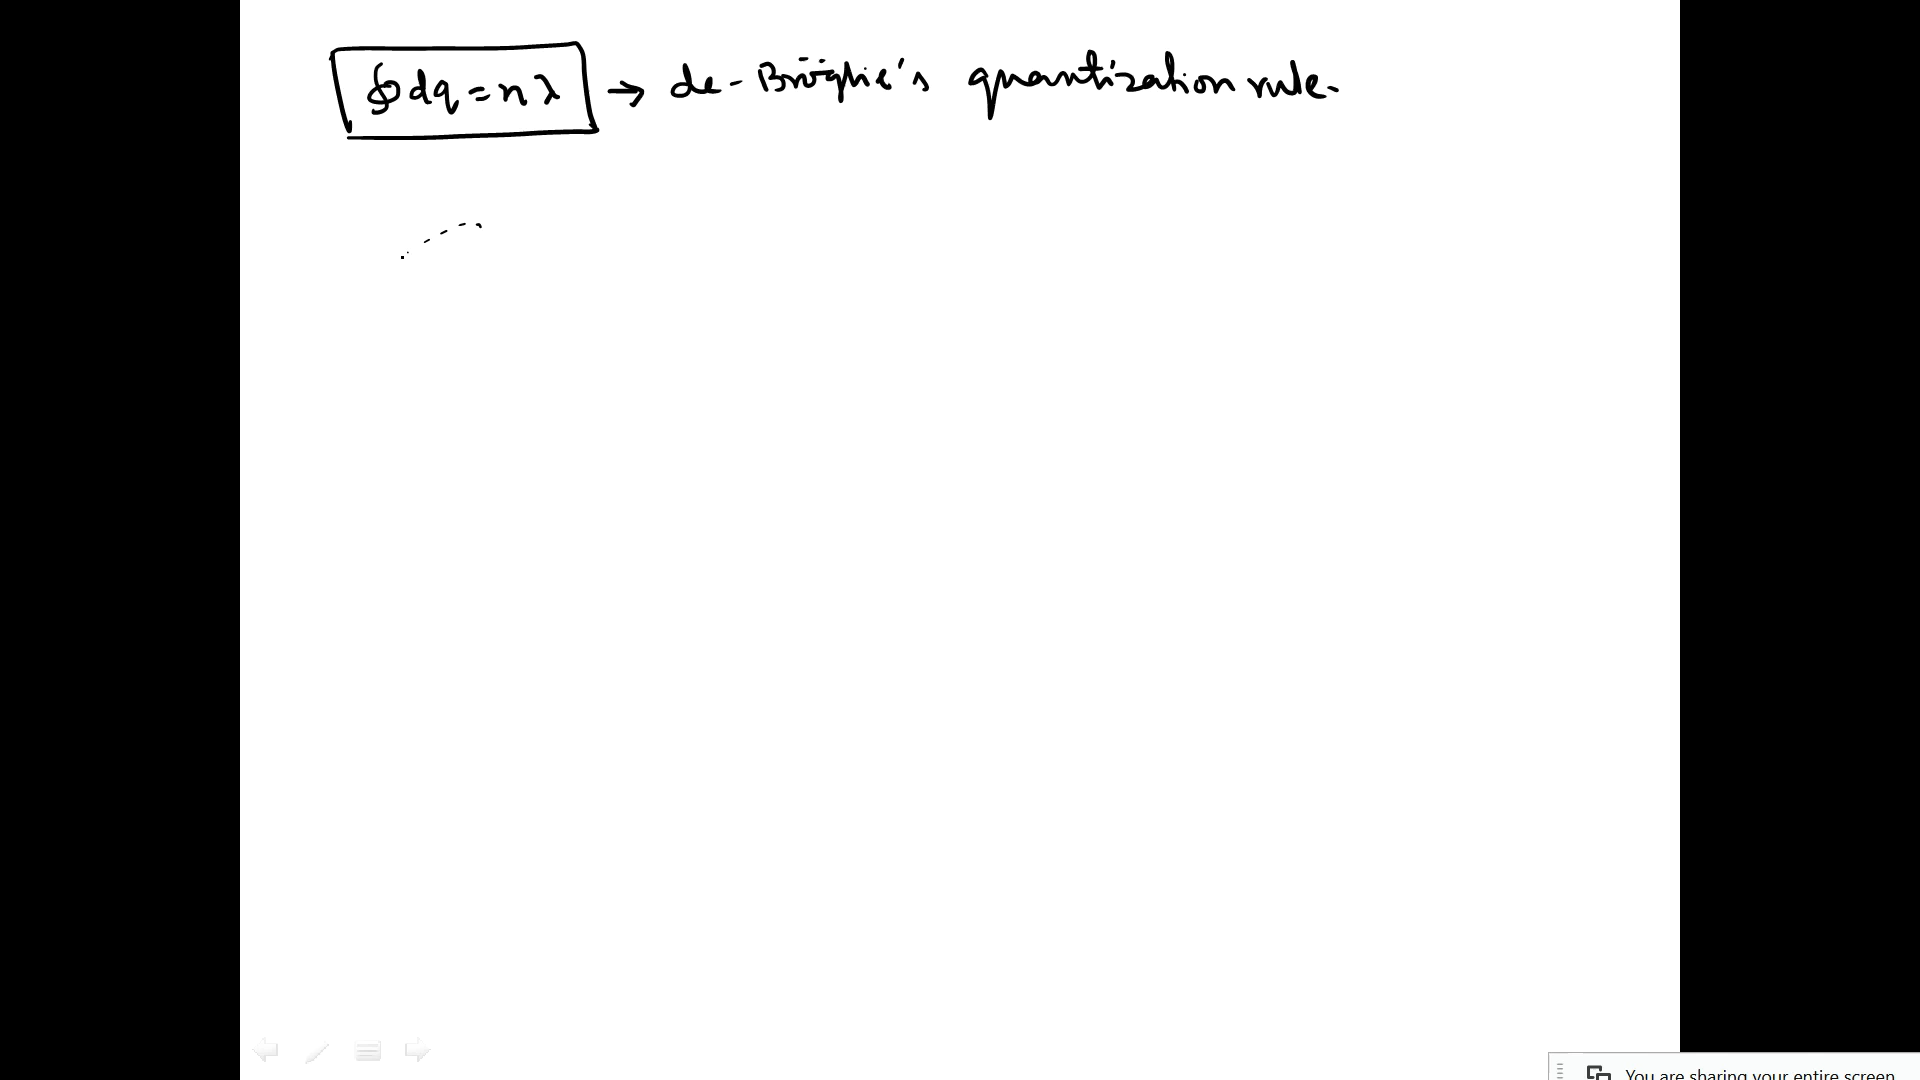 ∮dq = nλ → de-Broglie's quantization rule.
You are sharing your entire screen